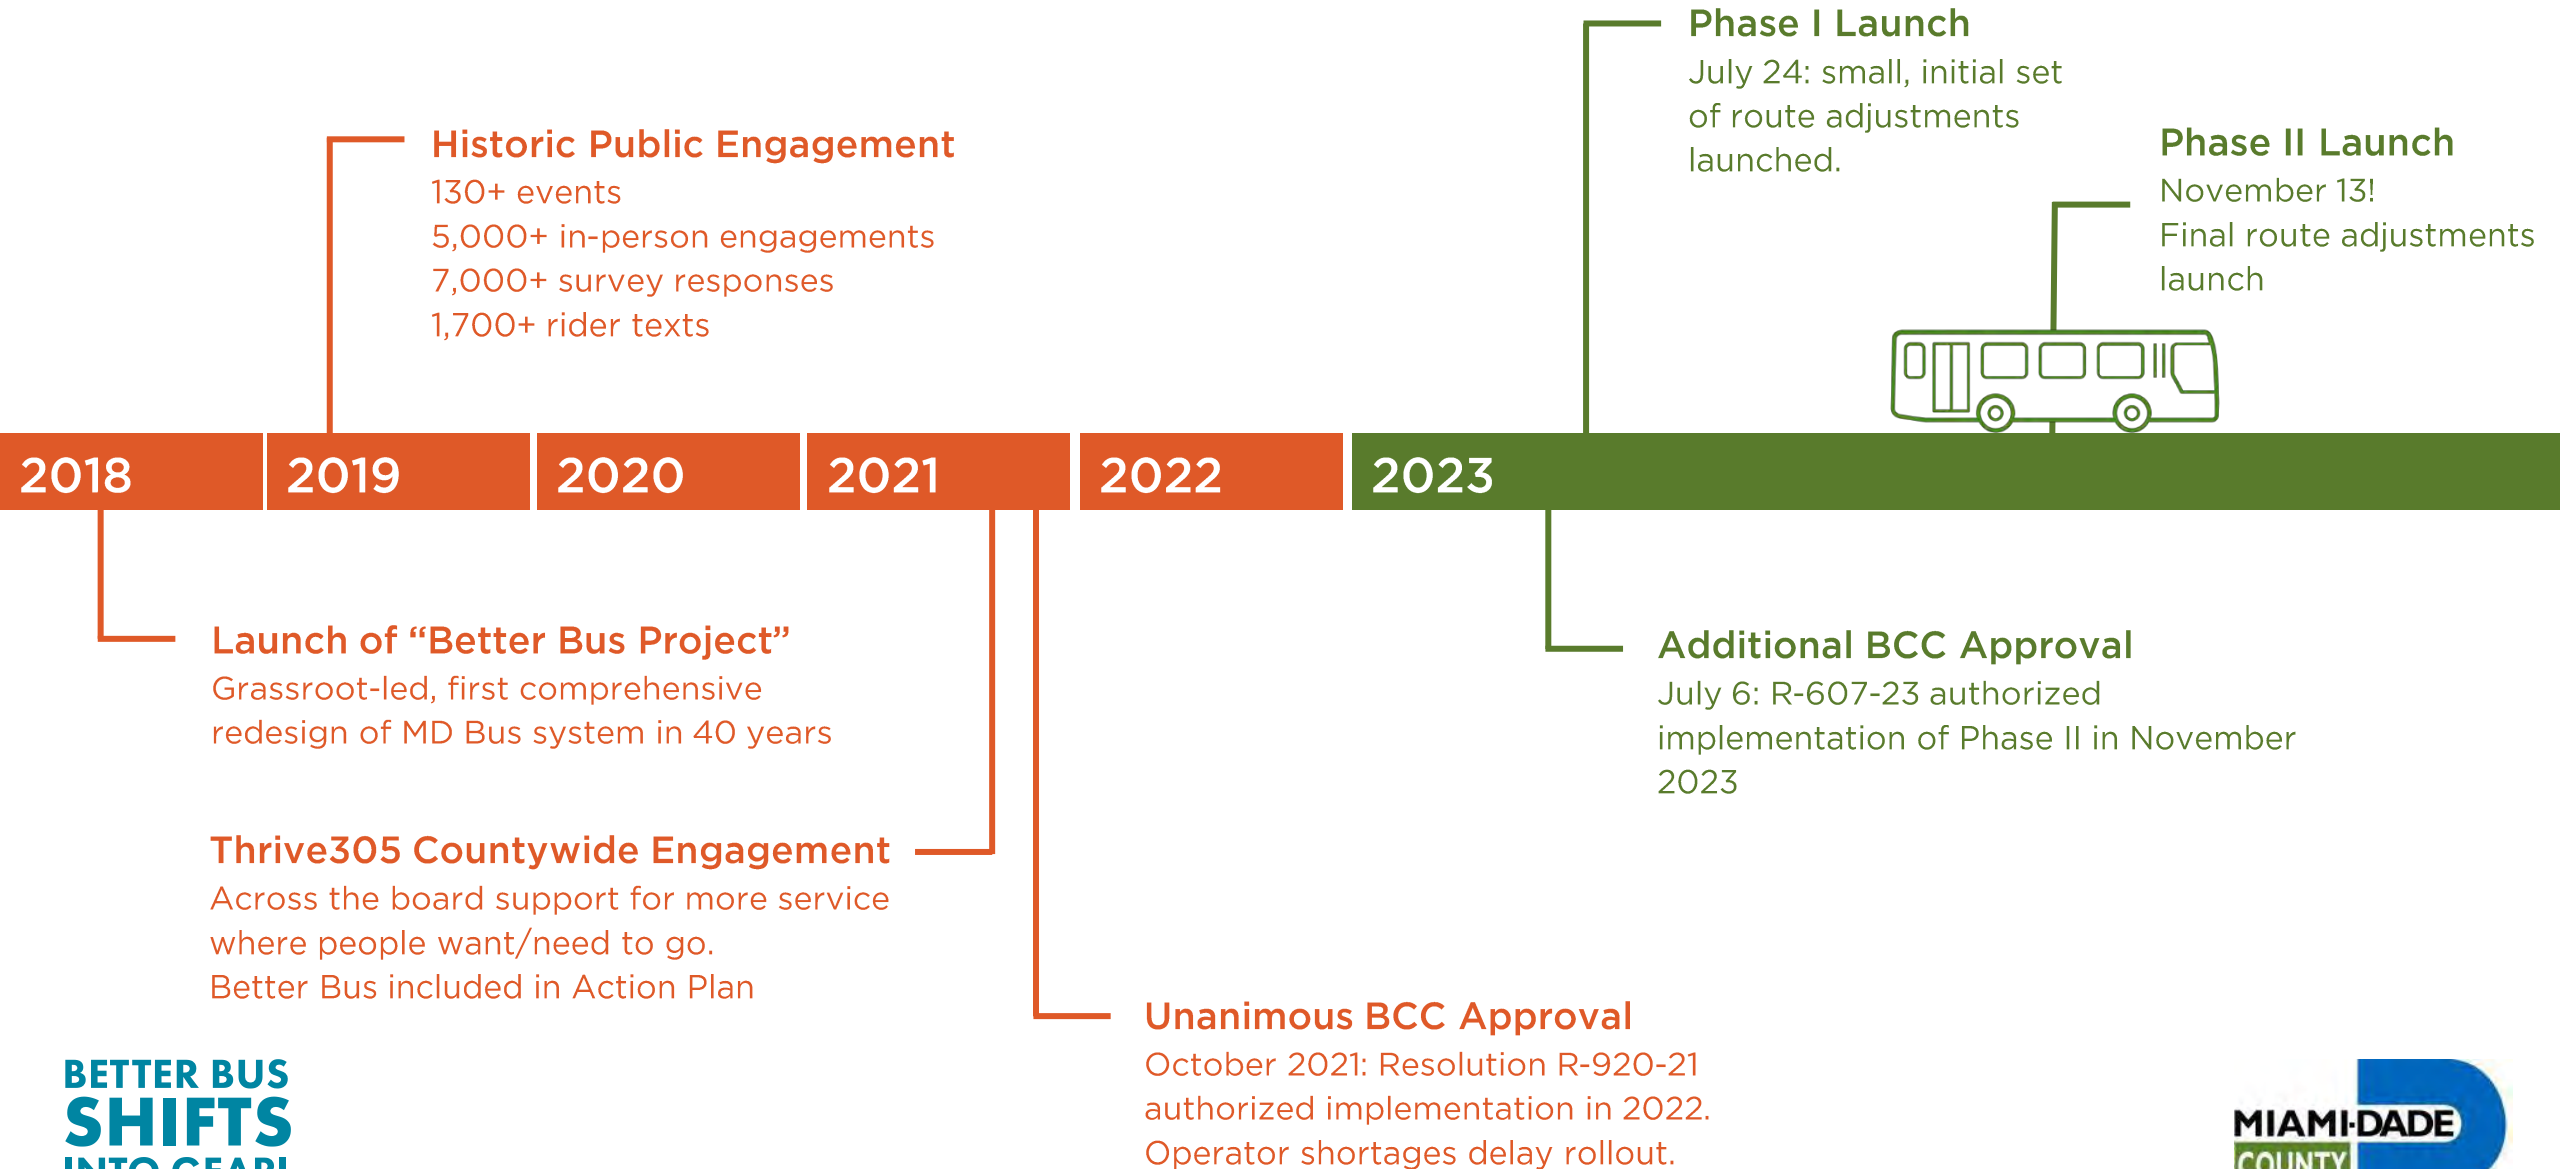 Phase I Launch
July 24: small, initial set
of route adjustments
launched.
Historic Public Engagement
130+ events
5,000+ in-person engagements
7,000+ survey responses
1,700+ rider texts
Phase II Launch
November 13!
Final route adjustments
launch
2018
2019
2020
2021
2022
2023
Launch of “Better Bus Project”
Grassroot-led, first comprehensive
redesign of MD Bus system in 40 years
Additional BCC Approval
July 6: R-607-23 authorized
implementation of Phase II in November
2023
Thrive305 Countywide Engagement
Across the board support for more service
where people want/need to go.
Better Bus included in Action Plan
Unanimous BCC Approval
October 2021: Resolution R-920-21
authorized implementation in 2022.
Operator shortages delay rollout.
BETTER BUS
SHIFTS
INTO GEAR!
MIAMI-DADE
COUNTY